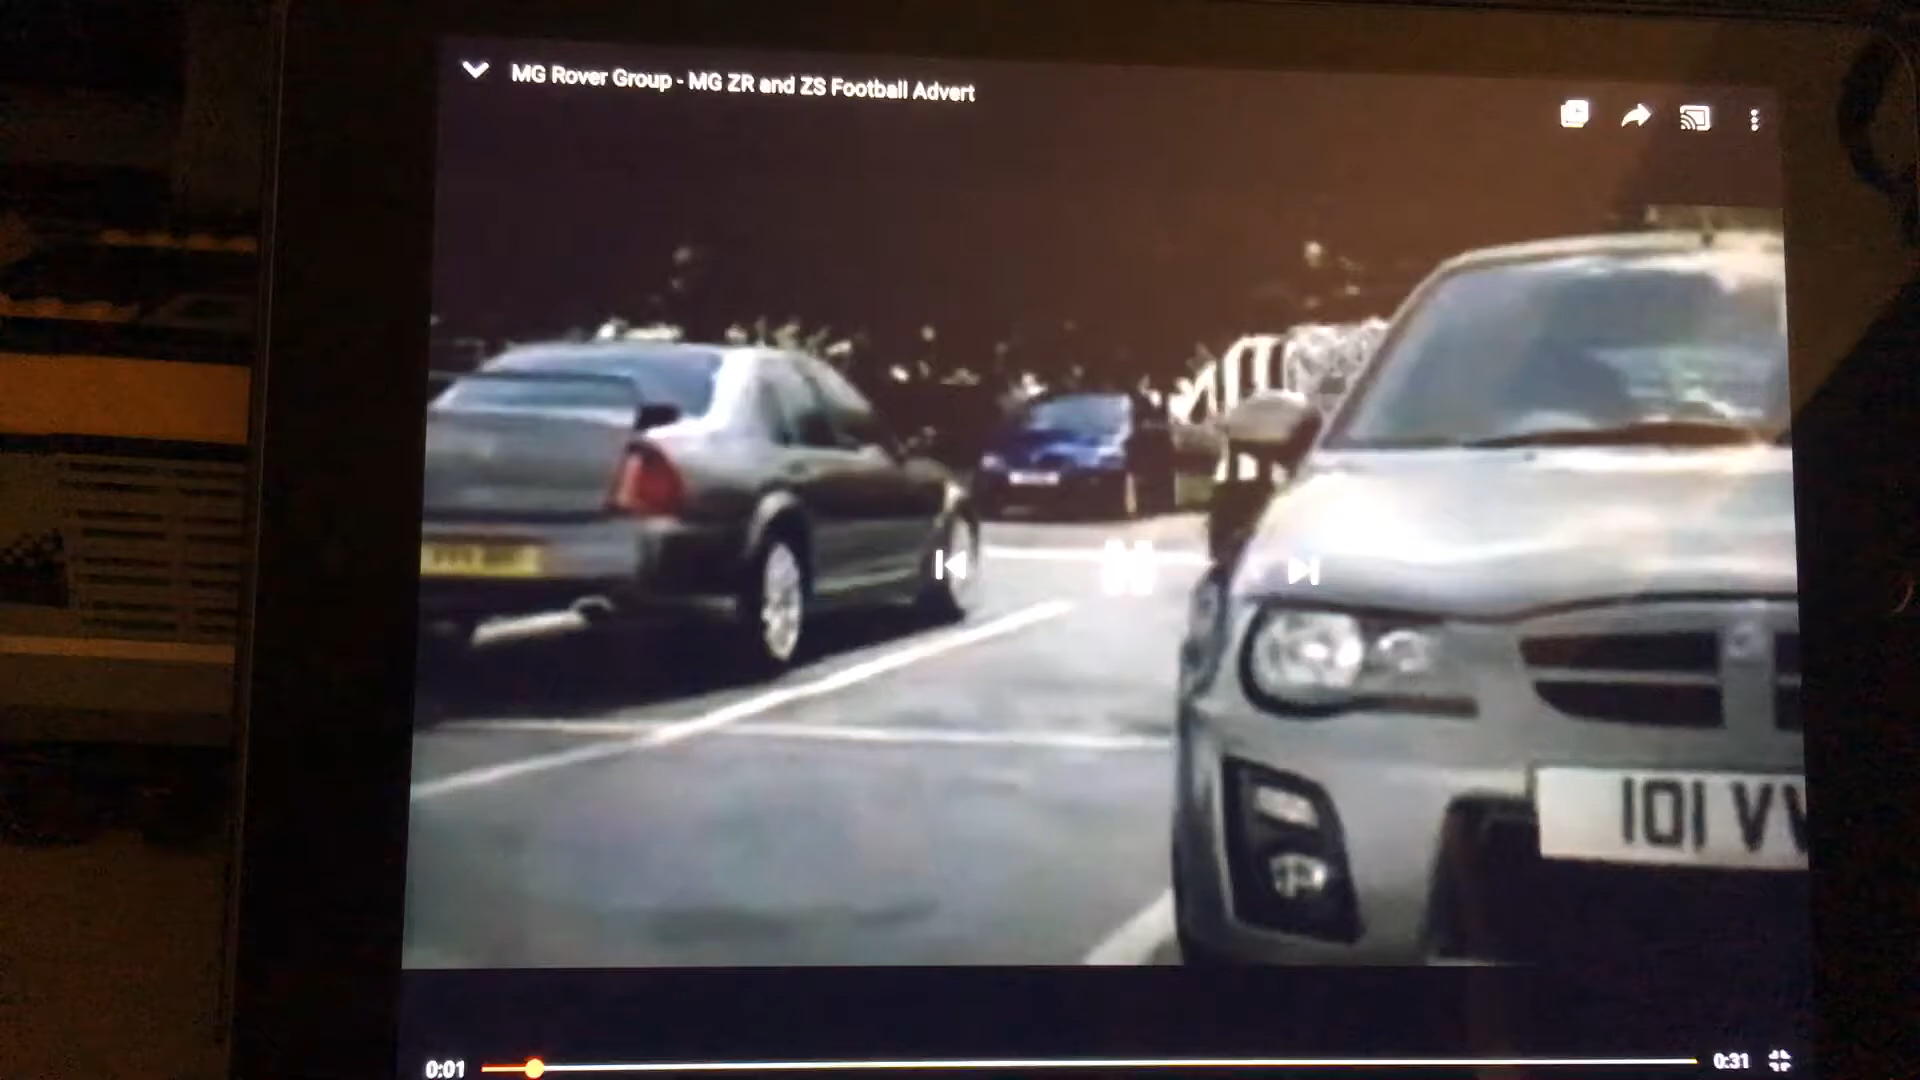 MG Rover Group - MG ZR and ZS Football Advert
101 VV
0:01
0:31